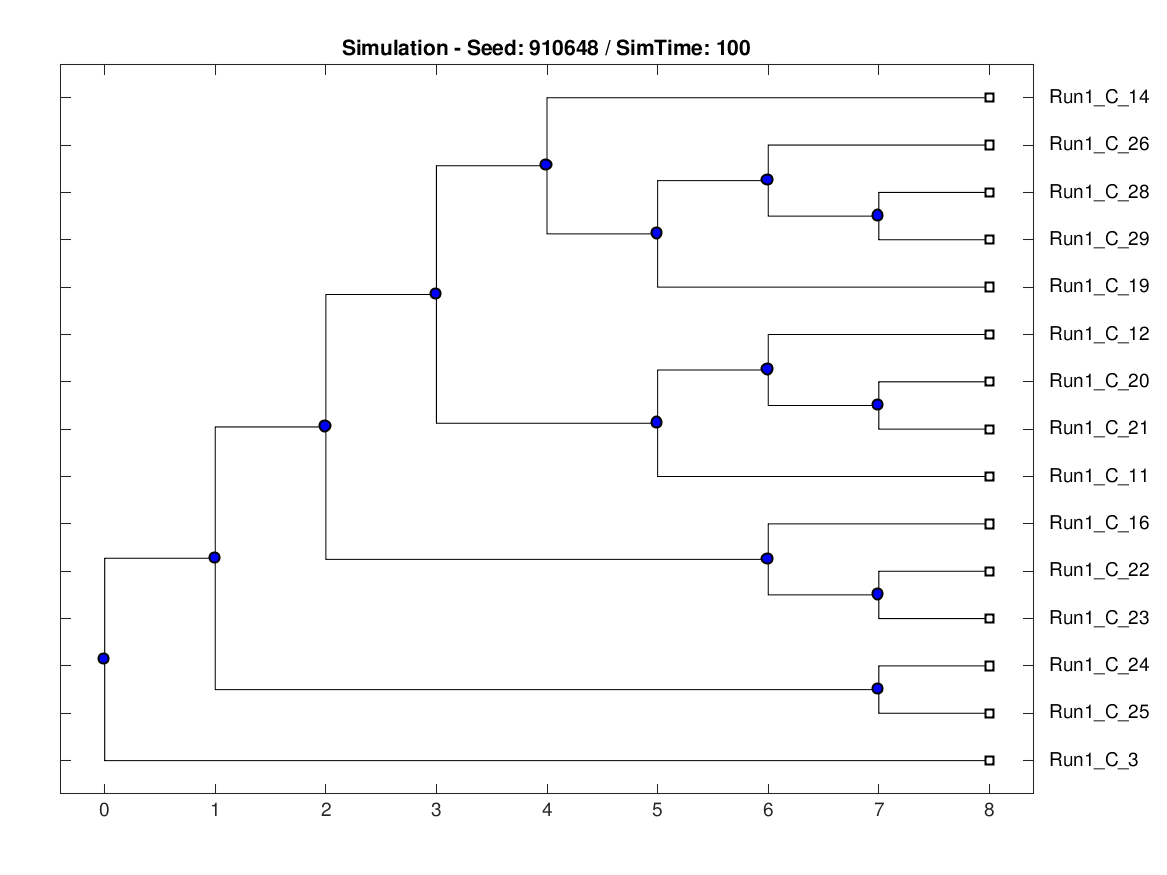 Simulation - Seed: 910648 / SimTime: 100
Run1_C_14
Run1_C_26
Run1_C_28
Run1_C_29
Run1_C_19
Run1_C_12
Run1_C_20
Run1_C_21
Run1_C_11
Run1_C_16
Run1_C_22
Run1_C_23
Run1_C_24
Run1_C_25
Run1_C_3
0 1 2 3 4 5 6 7 8